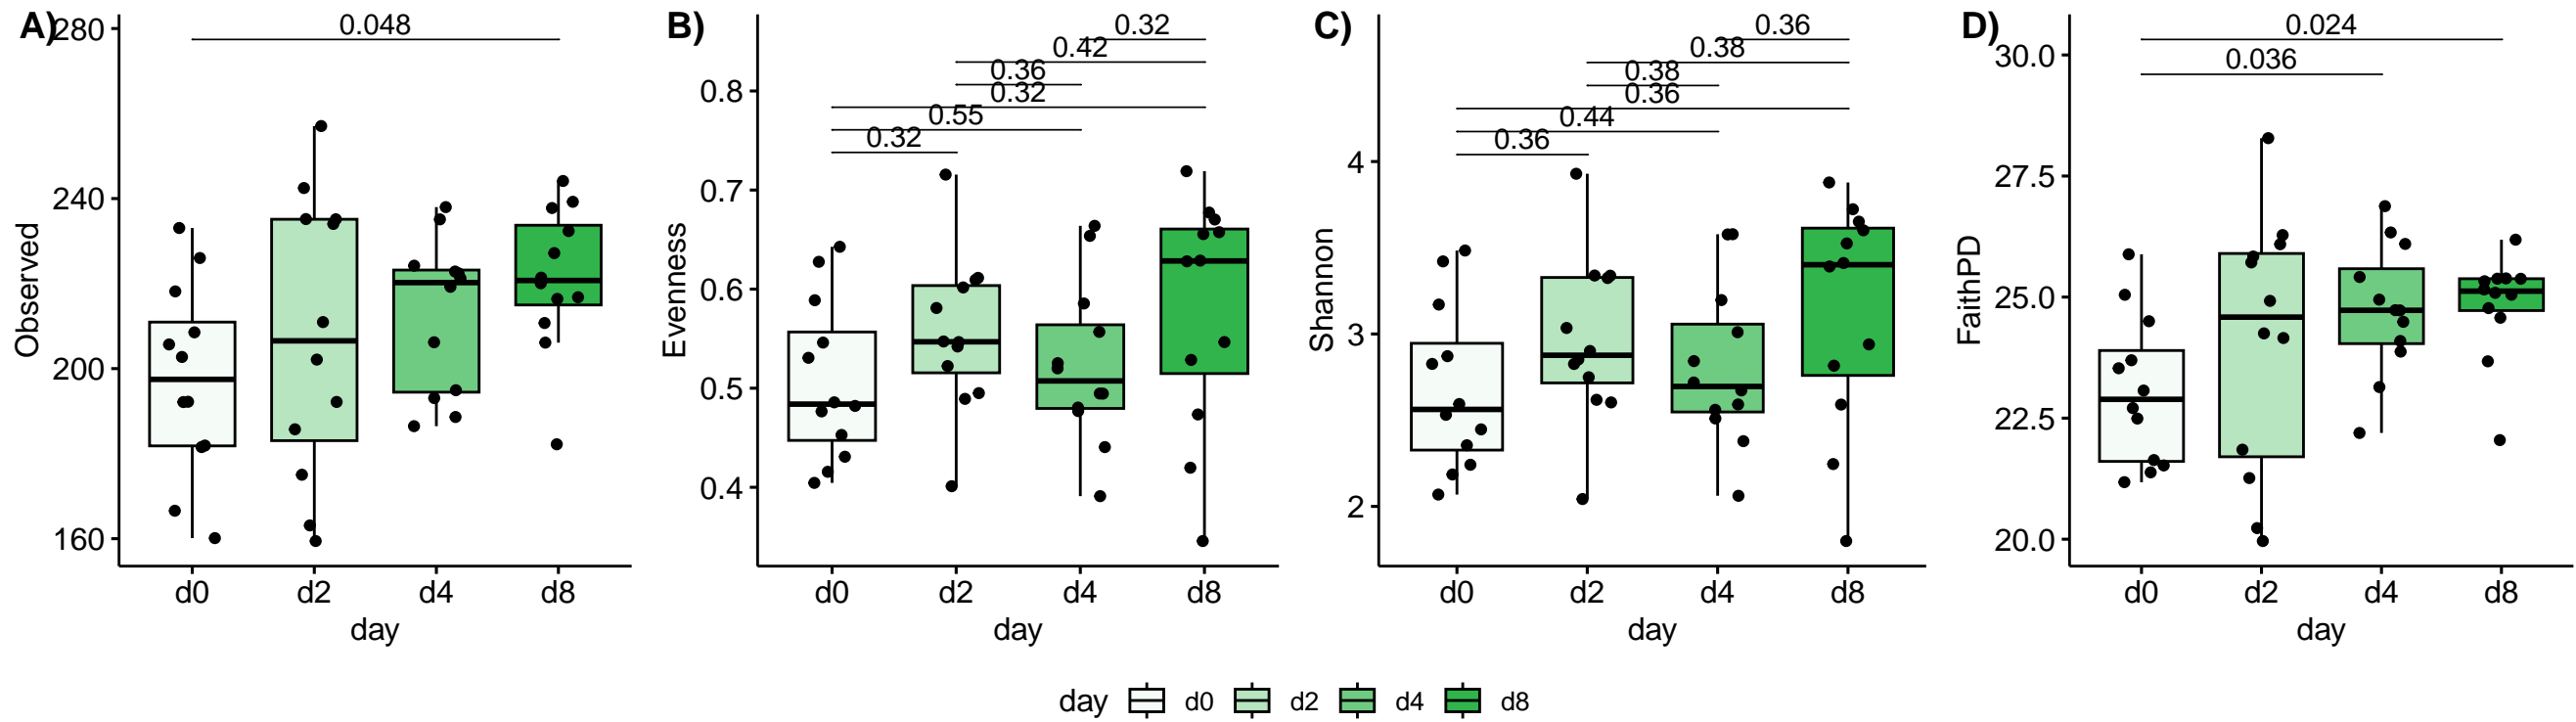 A)
280
240
200
160
Observed
0.048
d0 d2 d4 d8
day
B)
0.8
0.7
0.6
0.5
0.4
Evenness
0.32
0.42
0.36
0.32
0.55
0.32
d0 d2 d4 d8
day
C)
4
3
2
Shannon
0.36
0.38
0.38
0.36
0.44
0.36
d0 d2 d4 d8
day
D)
30.0
27.5
25.0
22.5
20.0
FaithPD
0.024
0.036
d0 d2 d4 d8
day
day d0 d2 d4 d8